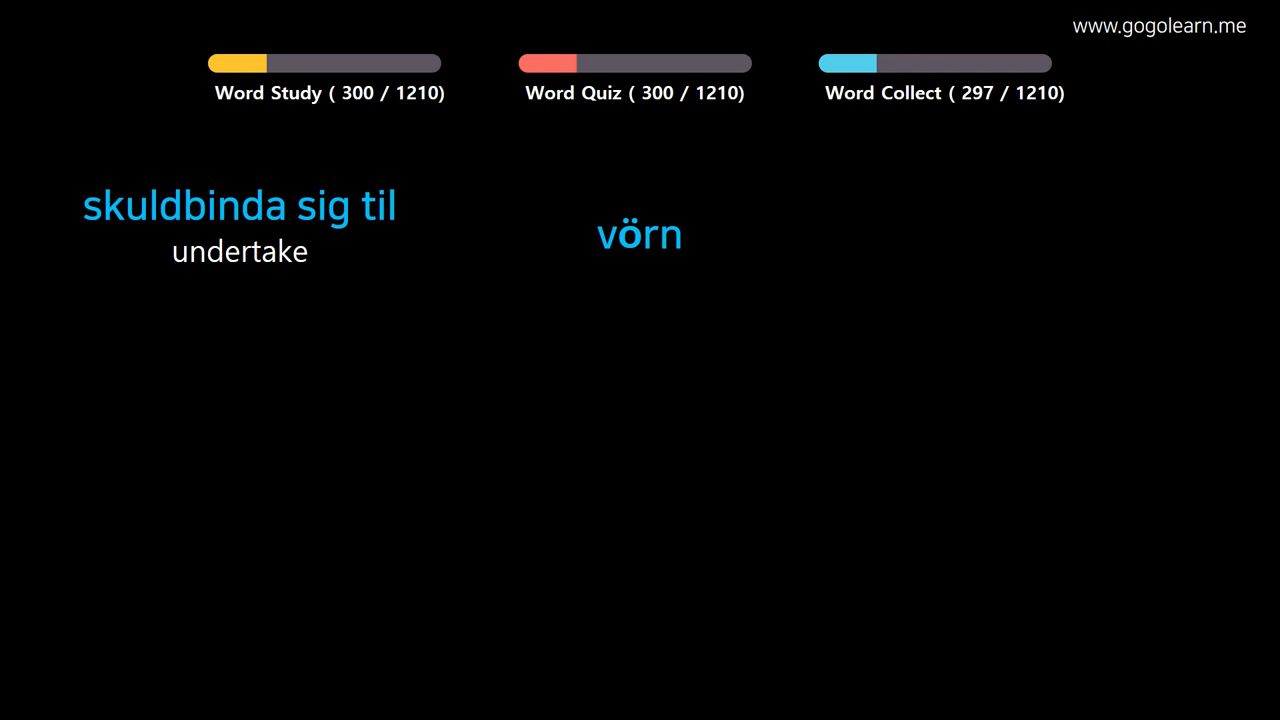 www.gogolearn.me
Word Study ( 300 / 1210)
Word Quiz ( 300 / 1210)
Word Collect ( 297 / 1210)
skuldbinda sig til
undertake
vörn